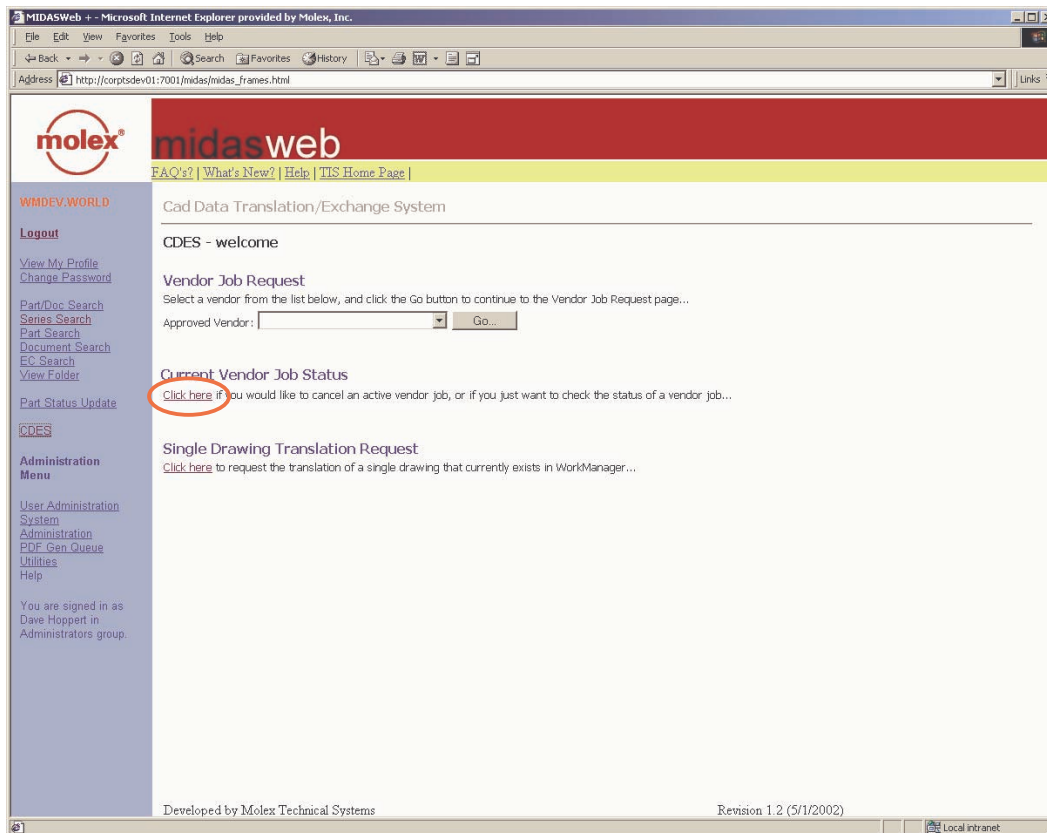 MIDASWeb + - Microsoft Internet Explorer provided by Molex, Inc.
File Edit View Favorites Tools Help
Back Search Favorites History
Address http://corptsdev01:7001/midas/midas_frames.html Links
molex®
midasweb
FAQ's? | What's New? | Help | TIS Home Page |
WMDEV.WORLD
Logout
View My Profile
Change Password
Part/Doc Search
Series Search
Part Search
Document Search
EC Search
View Folder
Part Status Update
CDES
Administration
Menu
User Administration
System
Administration
PDF Gen Queue
Utilities
Help
You are signed in as
Dave Hoppert in
Administrators group.
Cad Data Translation/Exchange System
CDES - welcome
Vendor Job Request
Select a vendor from the list below, and click the Go button to continue to the Vendor Job Request page...
Approved Vendor: Go...
Current Vendor Job Status
Click here if you would like to cancel an active vendor job, or if you just want to check the status of a vendor job...
Single Drawing Translation Request
Click here to request the translation of a single drawing that currently exists in WorkManager...
Developed by Molex Technical Systems Revision 1.2 (5/1/2002)
Local intranet